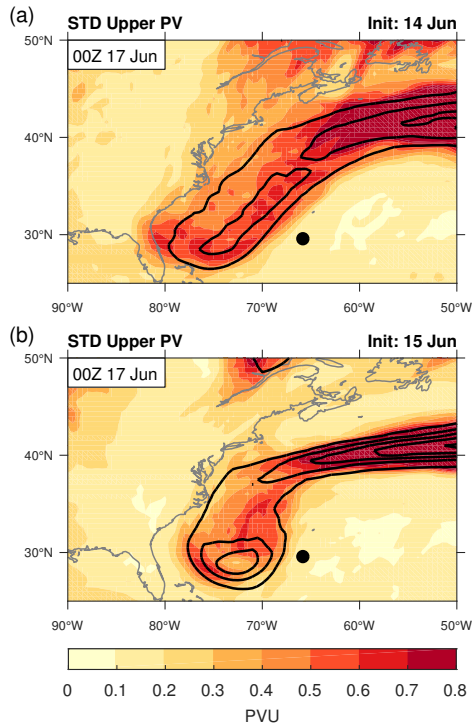 (a)
STD Upper PV Init: 14 Jun
50°N
00Z 17 Jun
40°N
30°N
90°W 80°W 70°W 60°W 50°W
(b)
STD Upper PV Init: 15 Jun
50°N
00Z 17 Jun
40°N
30°N
90°W 80°W 70°W 60°W 50°W
0 0.1 0.2 0.3 0.4 0.5 0.6 0.7 0.8
PVU